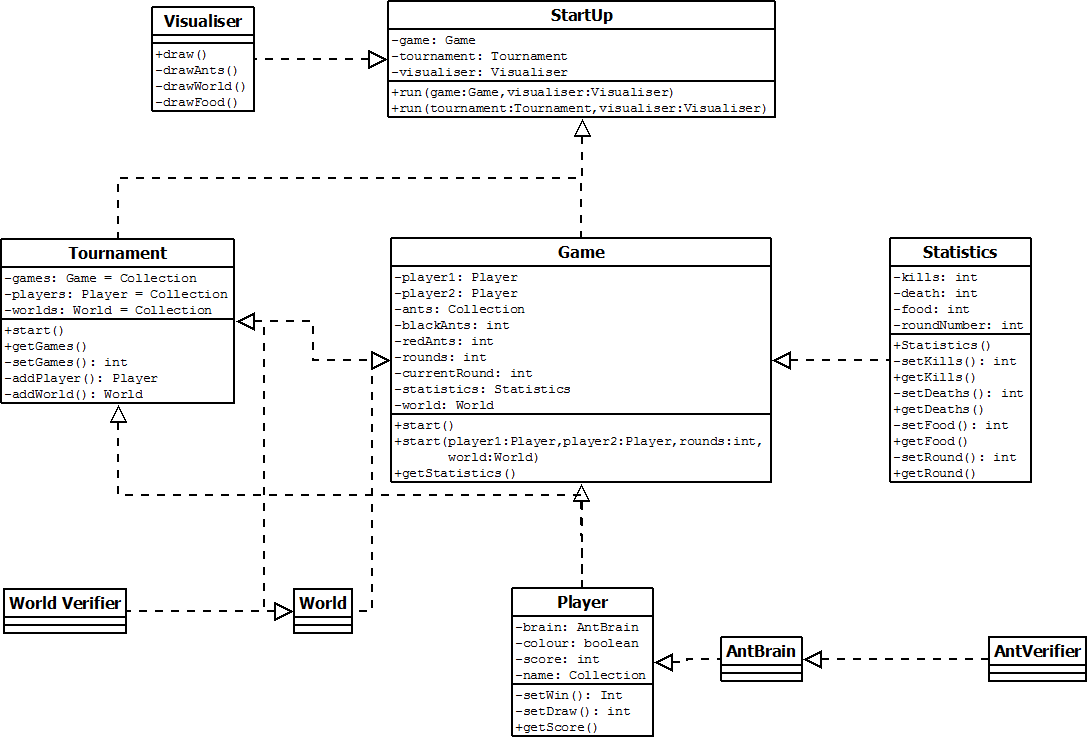 Visualiser
+draw()
-drawAnts()
-drawWorld()
-drawFood()
StartUp
-game: Game
-tournament: Tournament
-visualiser: Visualiser
+run(game:Game,visualiser:Visualiser)
+run(tournament:Tournament,visualiser:Visualiser)
Tournament
-games: Game = Collection
-players: Player = Collection
-worlds: World = Collection
+start()
+getGames()
-setGames(): int
-addPlayer(): Player
-addWorld(): World
Game
-player1: Player
-player2: Player
-ants: Collection
-blackAnts: int
-redAnts: int
-rounds: int
-currentRound: int
-statistics: Statistics
-world: World
+start()
+start(player1:Player,player2:Player,rounds:int,
world:World)
+getStatistics()
Statistics
-kills: int
-death: int
-food: int
-roundNumber: int
+Statistics()
-setKills(): int
+getKills()
-setDeaths(): int
+getDeaths()
-setFood(): int
+getFood()
-setRound(): int
+getRound()
World Verifier
World
Player
-brain: AntBrain
-colour: boolean
-score: int
-name: Collection
-setWin(): Int
-setDraw(): int
+getScore()
AntBrain
AntVerifier